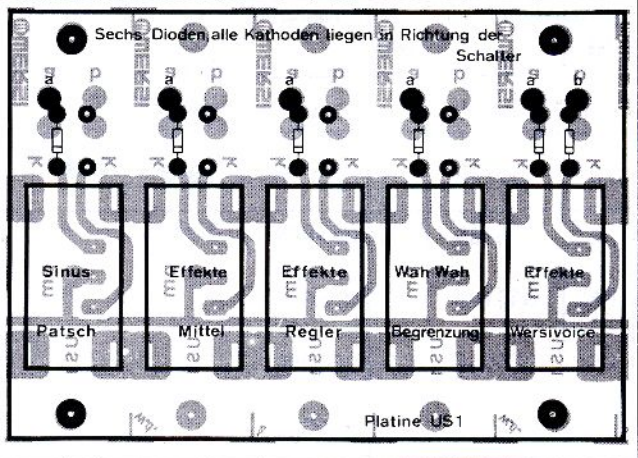 Sechs Dioden,alle Kathoden liegen in Richtung der
Schalter
a a a a a b
Sinus Effekte Effekte Wah Wah Effekte
Patsch Mittel Regler Begrenzung Wersivoice
Platine US1